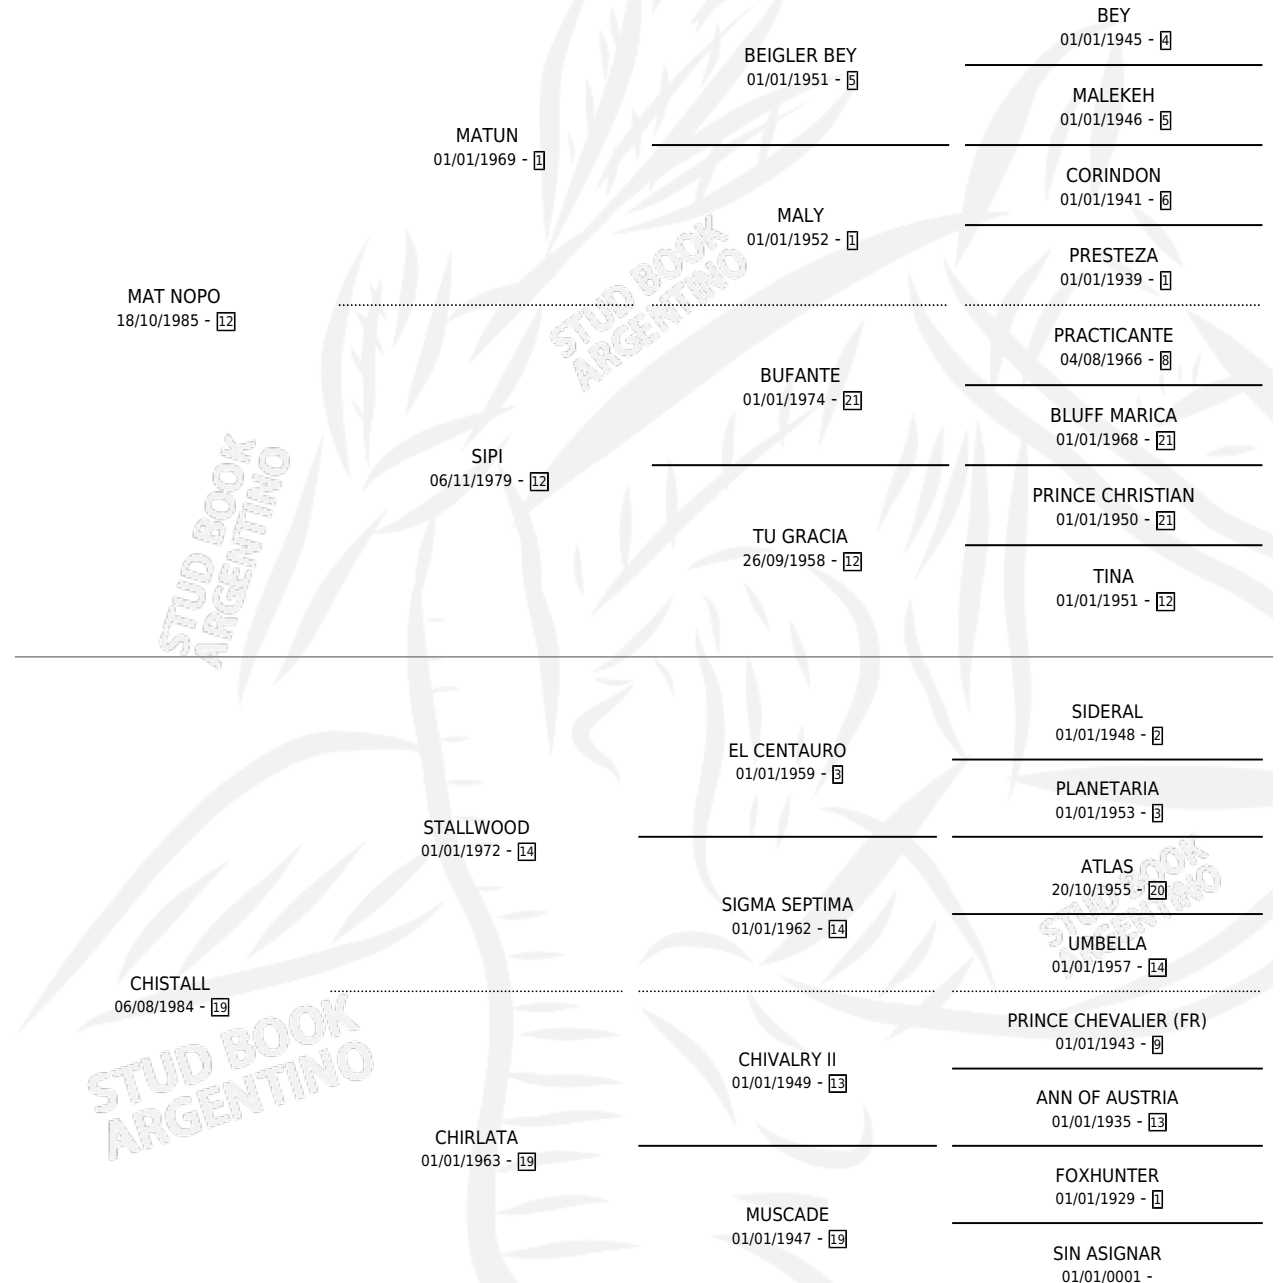 BEY
01/01/1945 - 4
BEIGLER BEY
01/01/1951 - 5
MALEKEH
01/01/1946 - 5
MATUN
01/01/1969 - 1
CORINDON
01/01/1941 - 6
MALY
01/01/1952 - 1
PRESTEZA
01/01/1939 - 1
MAT NOPO
18/10/1985 - 12
PRACTICANTE
04/08/1966 - 8
BUFANTE
01/01/1974 - 21
BLUFF MARICA
01/01/1968 - 21
SIPI
06/11/1979 - 12
PRINCE CHRISTIAN
01/01/1950 - 21
TU GRACIA
26/09/1958 - 12
TINA
01/01/1951 - 12
SIDERAL
01/01/1948 - 2
EL CENTAURO
01/01/1959 - 3
PLANETARIA
01/01/1953 - 3
STALLWOOD
01/01/1972 - 14
ATLAS
20/10/1955 - 20
SIGMA SEPTIMA
01/01/1962 - 14
UMBELLA
01/01/1957 - 14
CHISTALL
06/08/1984 - 19
PRINCE CHEVALIER (FR)
01/01/1943 - 9
CHIVALRY II
01/01/1949 - 13
ANN OF AUSTRIA
01/01/1935 - 13
CHIRLATA
01/01/1963 - 19
FOXHUNTER
01/01/1929 - 1
MUSCADE
01/01/1947 - 19
SIN ASIGNAR
01/01/0001 -
STUD BOOK
ARGENTINO
STUD BOOK
ARGENTINO
STUD BOOK
ARGENTINO
STUD BOOK
ARGENTINO